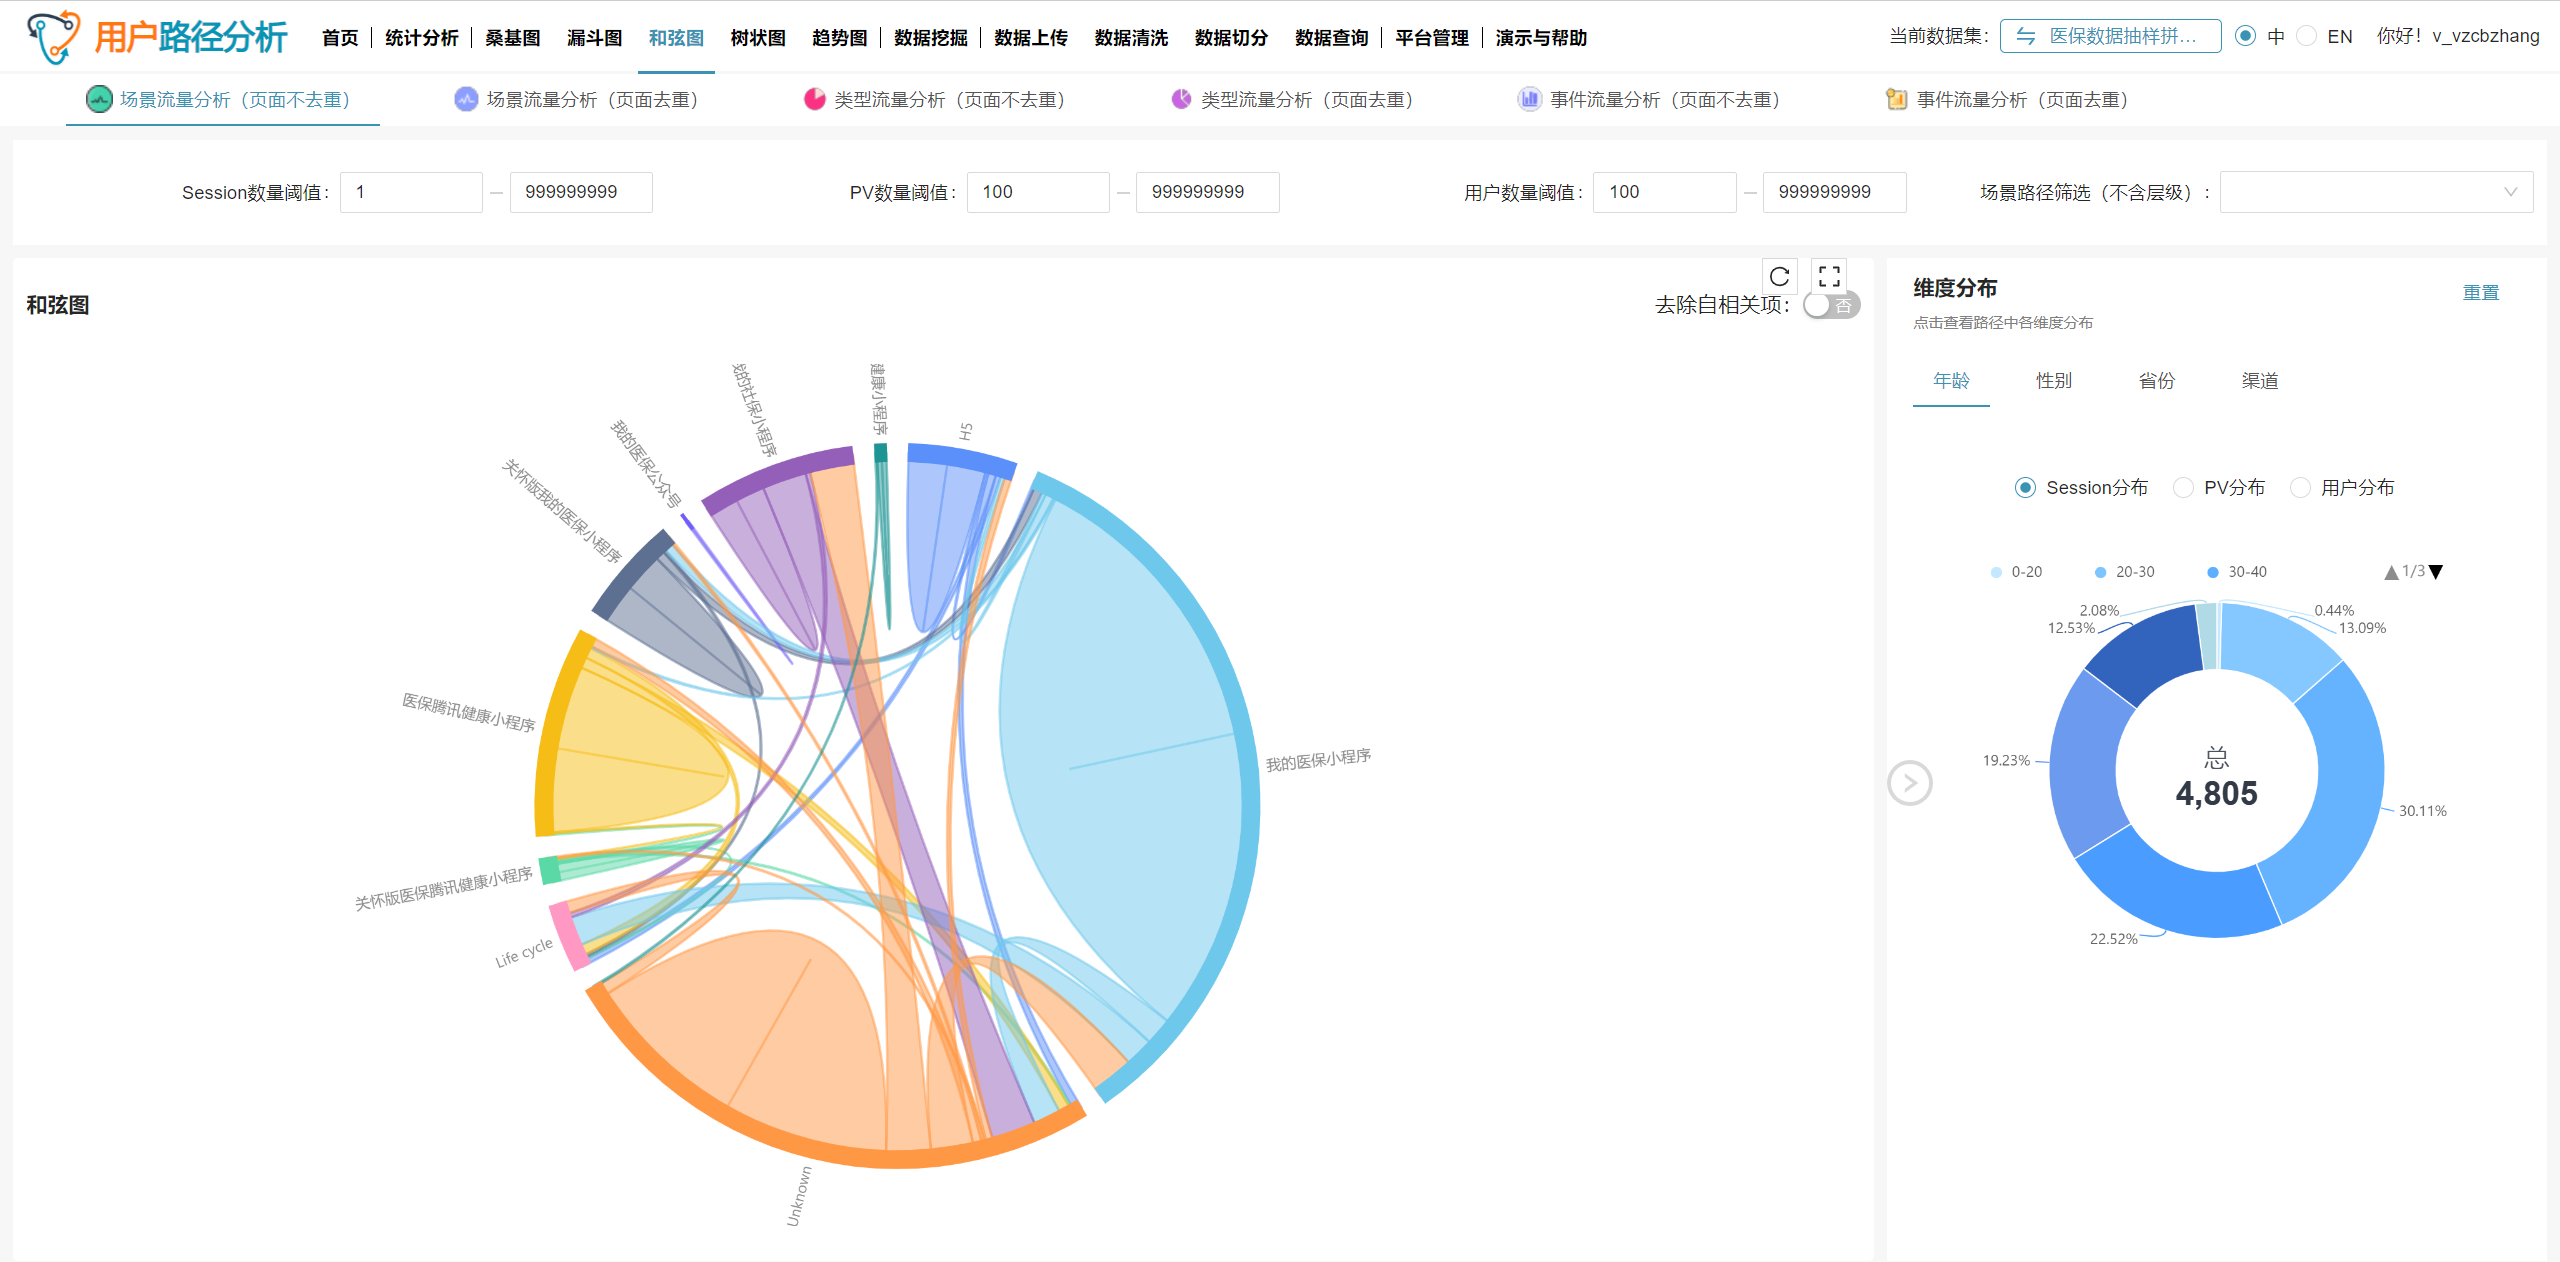 用户路径分析
首页 统计分析 桑基图 漏斗图 和弦图 树状图 趋势图 数据挖掘 数据上传 数据清洗 数据切分 数据查询 平台管理 演示与帮助
当前数据集: 医保数据抽样拼... 中 EN 你好! v_vzcbzhang
场景流量分析（页面不去重） 场景流量分析（页面去重） 类型流量分析（页面不去重） 类型流量分析（页面去重） 事件流量分析（页面不去重） 事件流量分析（页面去重）
Session数量阈值: 1 – 999999999 PV数量阈值: 100 – 999999999 用户数量阈值: 100 – 999999999 场景路径筛选（不含层级）:
和弦图
去除自相关项: 否
我的社保小程序
健康小程序
H5
我的医保公众号
关怀版我的医保小程序
医保腾讯健康小程序
我的医保小程序
关怀版医保腾讯健康小程序
Life cycle
Unknown
维度分布
重置
点击查看路径中各维度分布
年龄 性别 省份 渠道
Session分布 PV分布 用户分布
0-20 20-30 30-40 1/3
2.08% 0.44%
12.53% 13.09%
19.23%
总
4,805
30.11%
22.52%